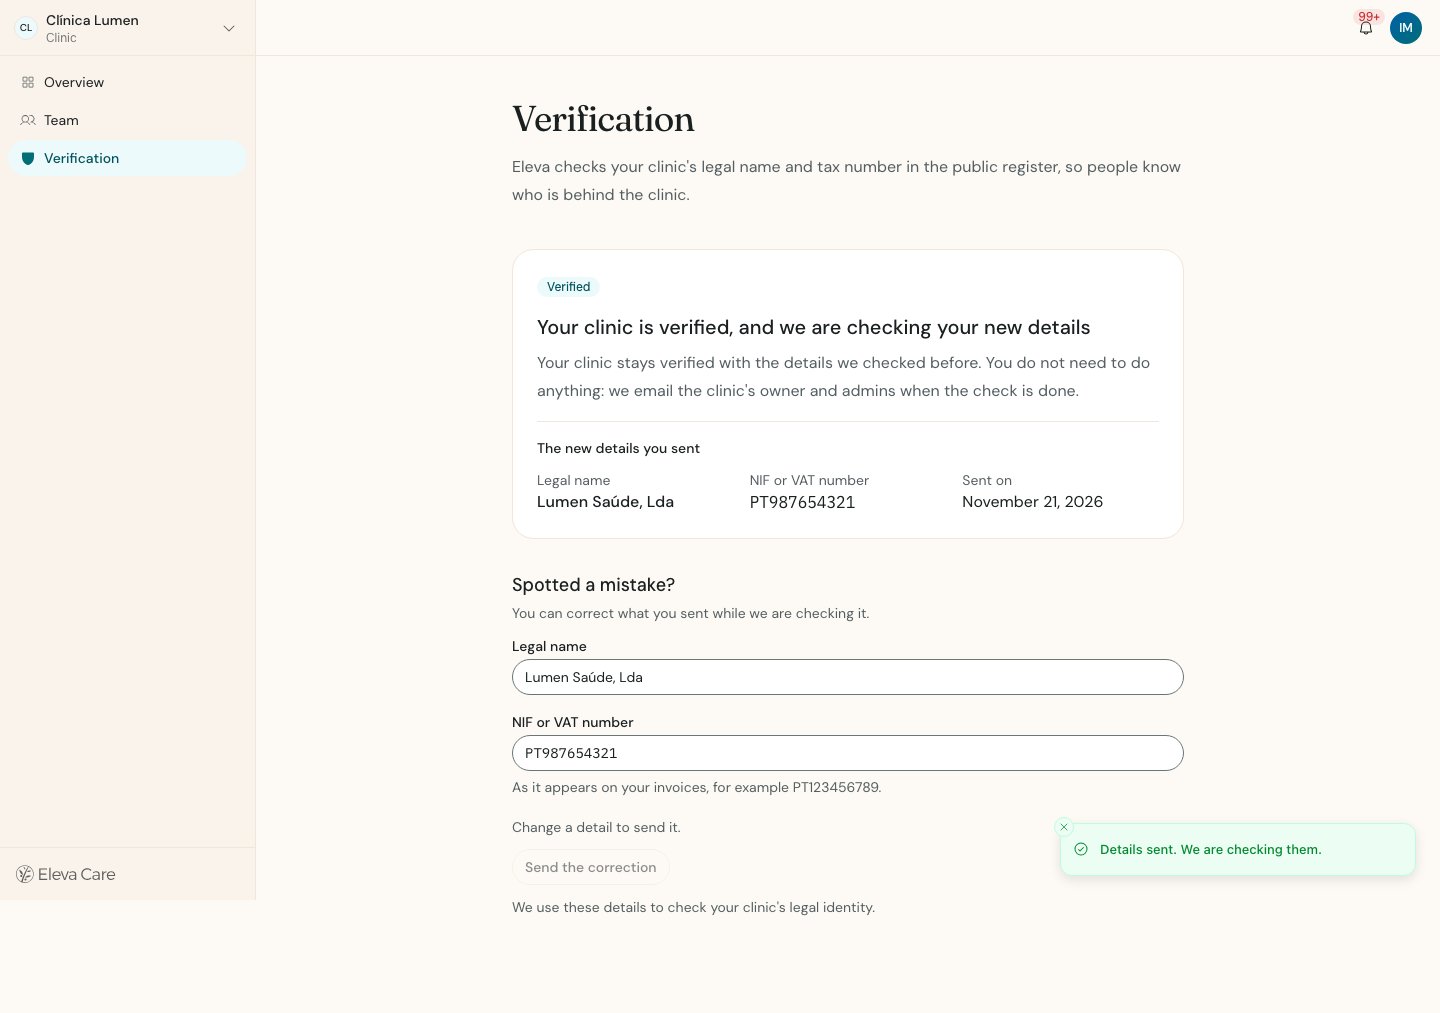 CL
Clínica Lumen
Clinic
99+
IM
Overview
Team
Verification
Verification
Eleva checks your clinic's legal name and tax number in the public register, so people know
who is behind the clinic.
Verified
Your clinic is verified, and we are checking your new details
Your clinic stays verified with the details we checked before. You do not need to do
anything: we email the clinic's owner and admins when the check is done.
The new details you sent
Legal name
Lumen Saúde, Lda
NIF or VAT number
PT987654321
Sent on
November 21, 2026
Spotted a mistake?
You can correct what you sent while we are checking it.
Legal name
Lumen Saúde, Lda
NIF or VAT number
PT987654321
As it appears on your invoices, for example PT123456789.
Change a detail to send it.
Send the correction
We use these details to check your clinic's legal identity.
Details sent. We are checking them.
Eleva Care